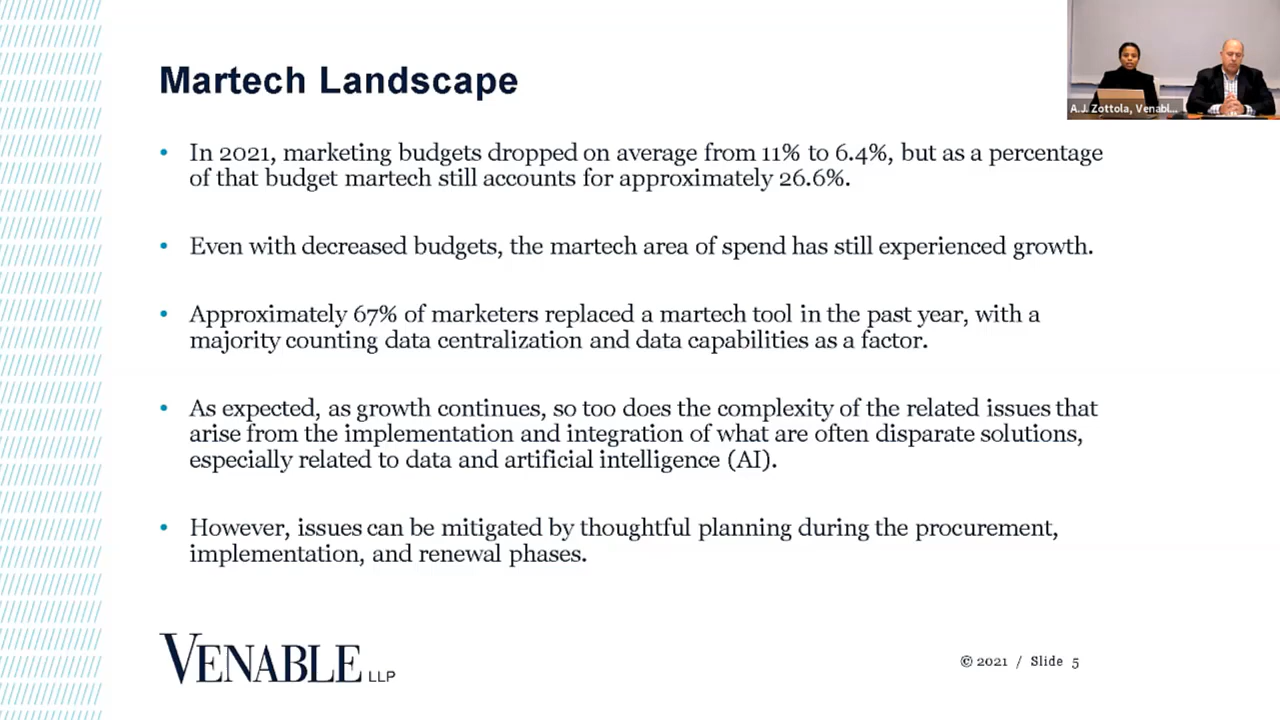 Martech Landscape
A.J. Zottola, Venabl...
• In 2021, marketing budgets dropped on average from 11% to 6.4%, but as a percentage
of that budget martech still accounts for approximately 26.6%.
• Even with decreased budgets, the martech area of spend has still experienced growth.
• Approximately 67% of marketers replaced a martech tool in the past year, with a
majority counting data centralization and data capabilities as a factor.
• As expected, as growth continues, so too does the complexity of the related issues that
arise from the implementation and integration of what are often disparate solutions,
especially related to data and artificial intelligence (AI).
• However, issues can be mitigated by thoughtful planning during the procurement,
implementation, and renewal phases.
VENABLE LLP
© 2021 / Slide 5